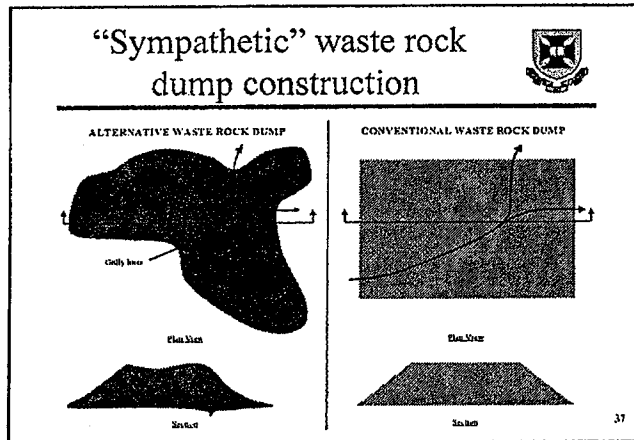 “Sympathetic” waste rock
dump construction
ALTERNATIVE WASTE ROCK DUMP
CONVENTIONAL WASTE ROCK DUMP
Gully lines
Plan View
Plan View
Section
Section
37